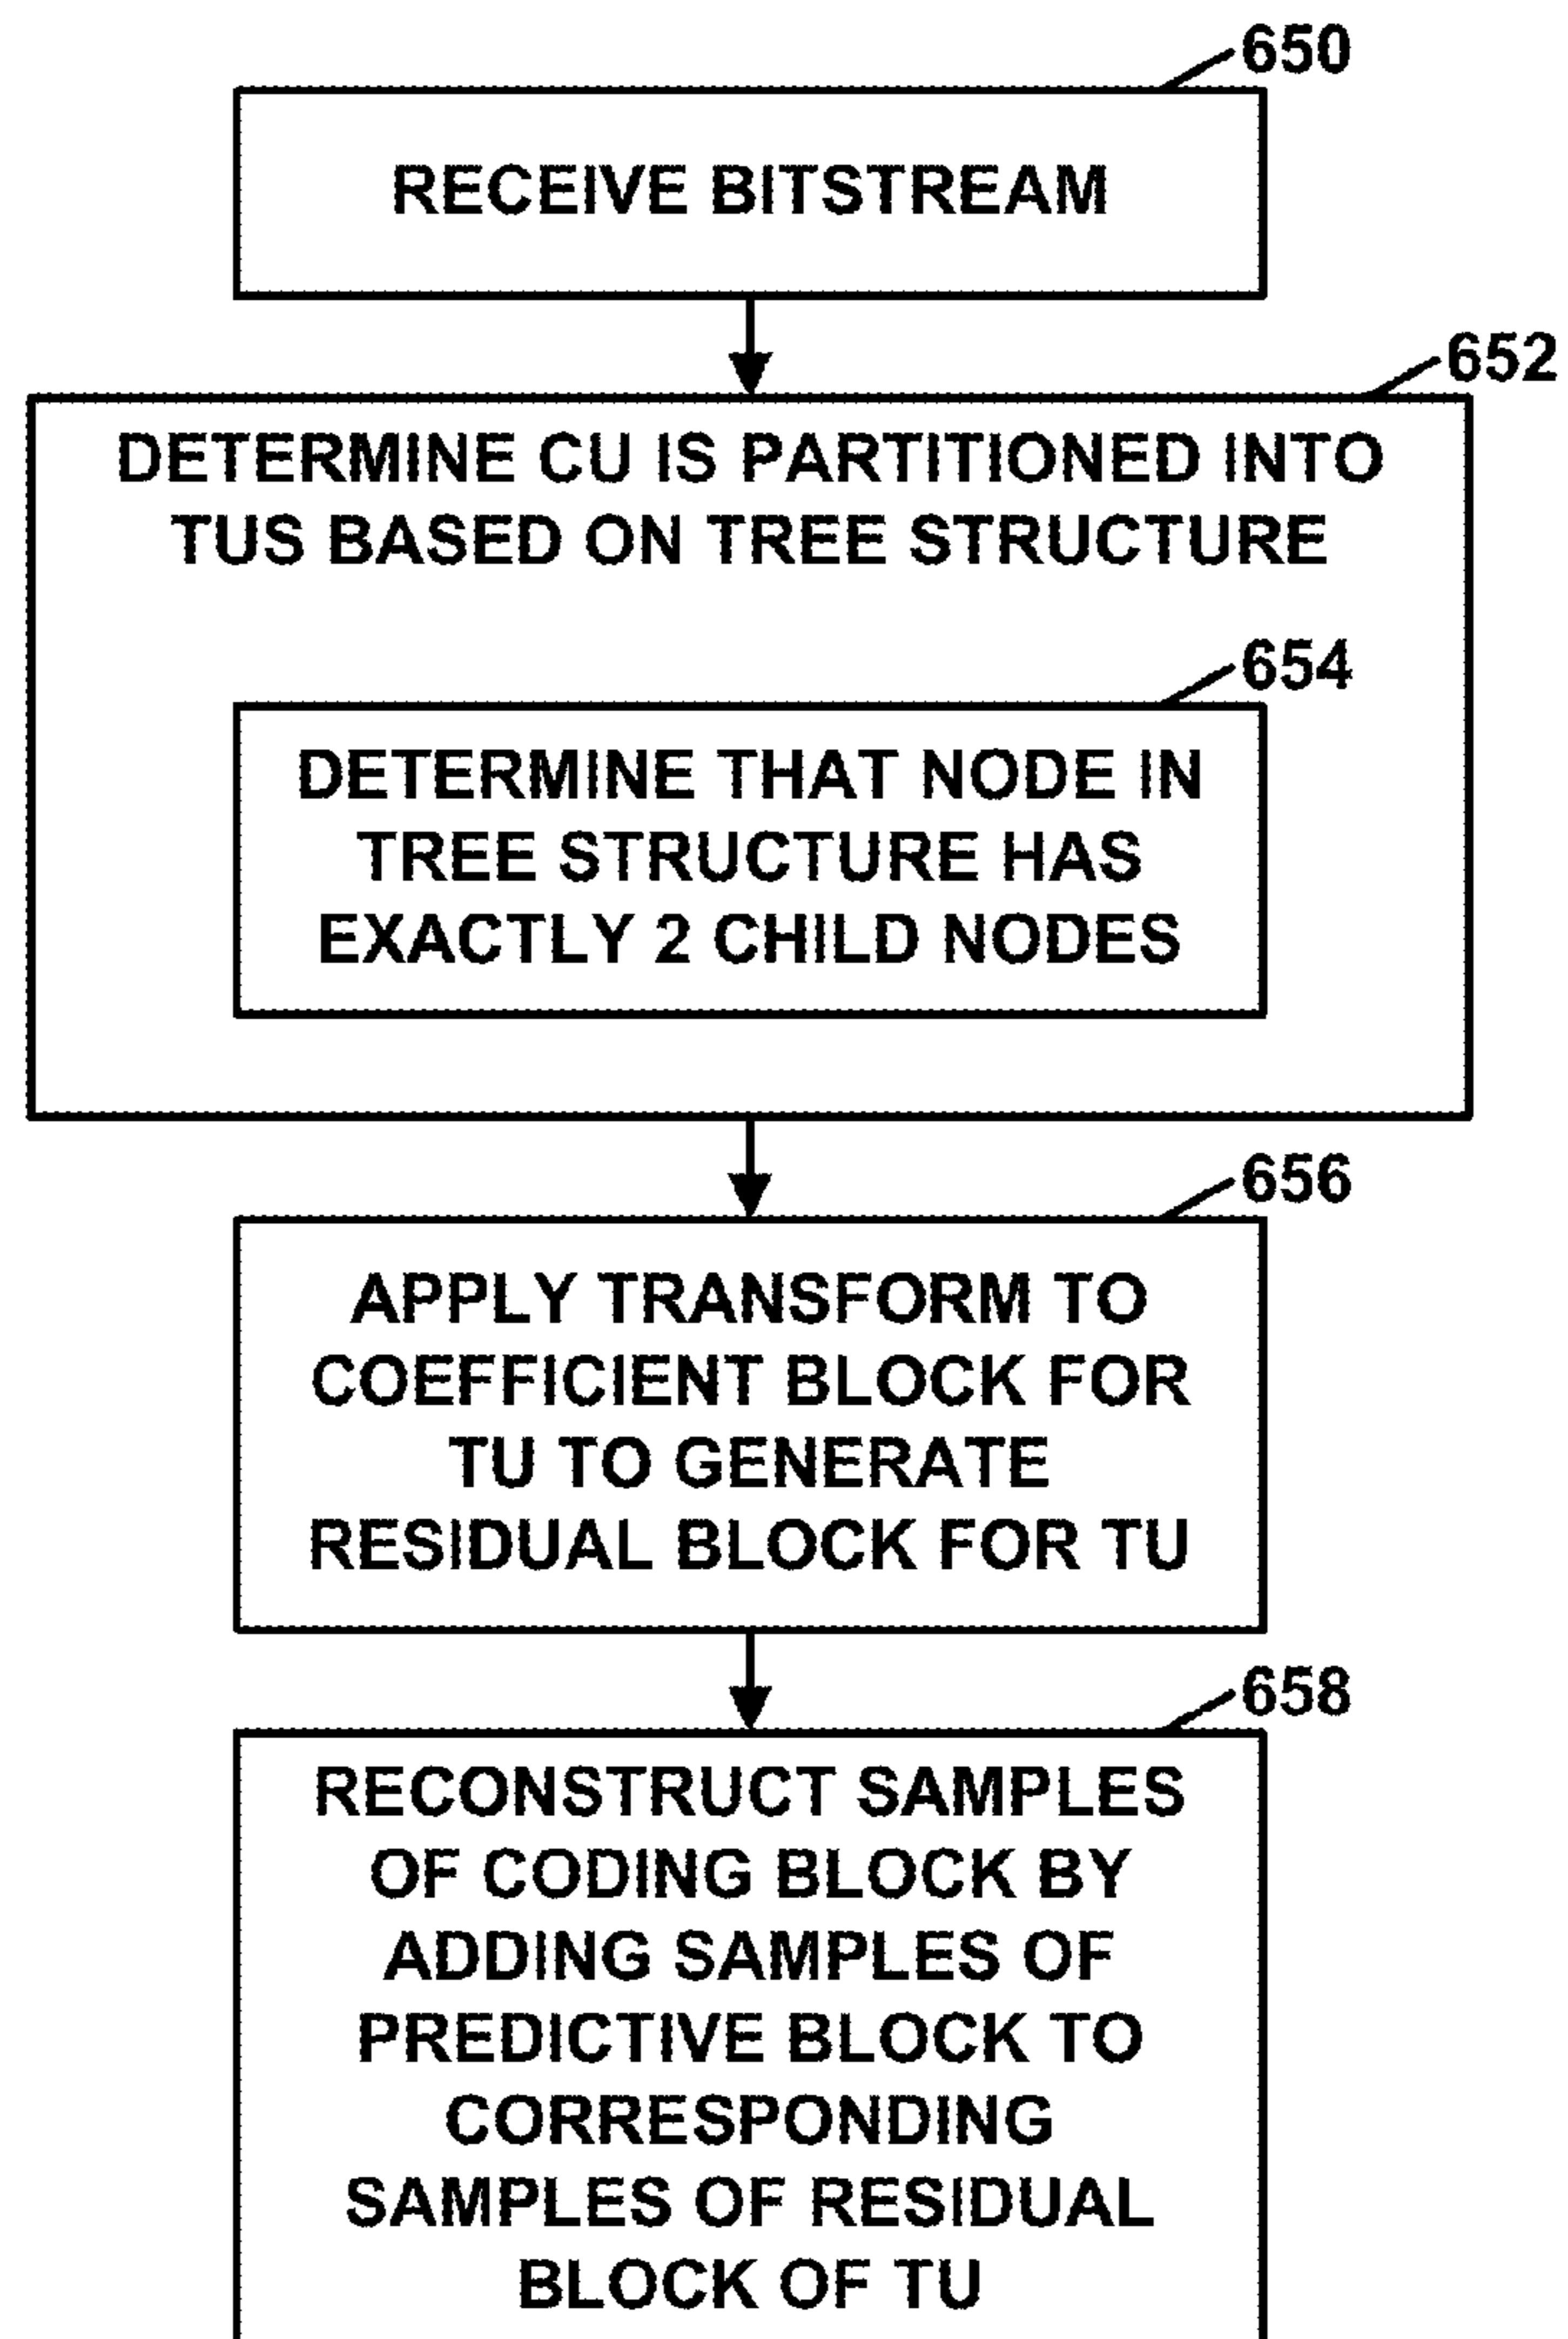 650
RECEIVE BITSTREAM
652
DETERMINE CU IS PARTITIONED INTO
TUS BASED ON TREE STRUCTURE
654
DETERMINE THAT NODE IN
TREE STRUCTURE HAS
EXACTLY 2 CHILD NODES
656
APPLY TRANSFORM TO
COEFFICIENT BLOCK FOR
TU TO GENERATE
RESIDUAL BLOCK FOR TU
658
RECONSTRUCT SAMPLES
OF CODING BLOCK BY
ADDING SAMPLES OF
PREDICTIVE BLOCK TO
CORRESPONDING
SAMPLES OF RESIDUAL
BLOCK OF TU